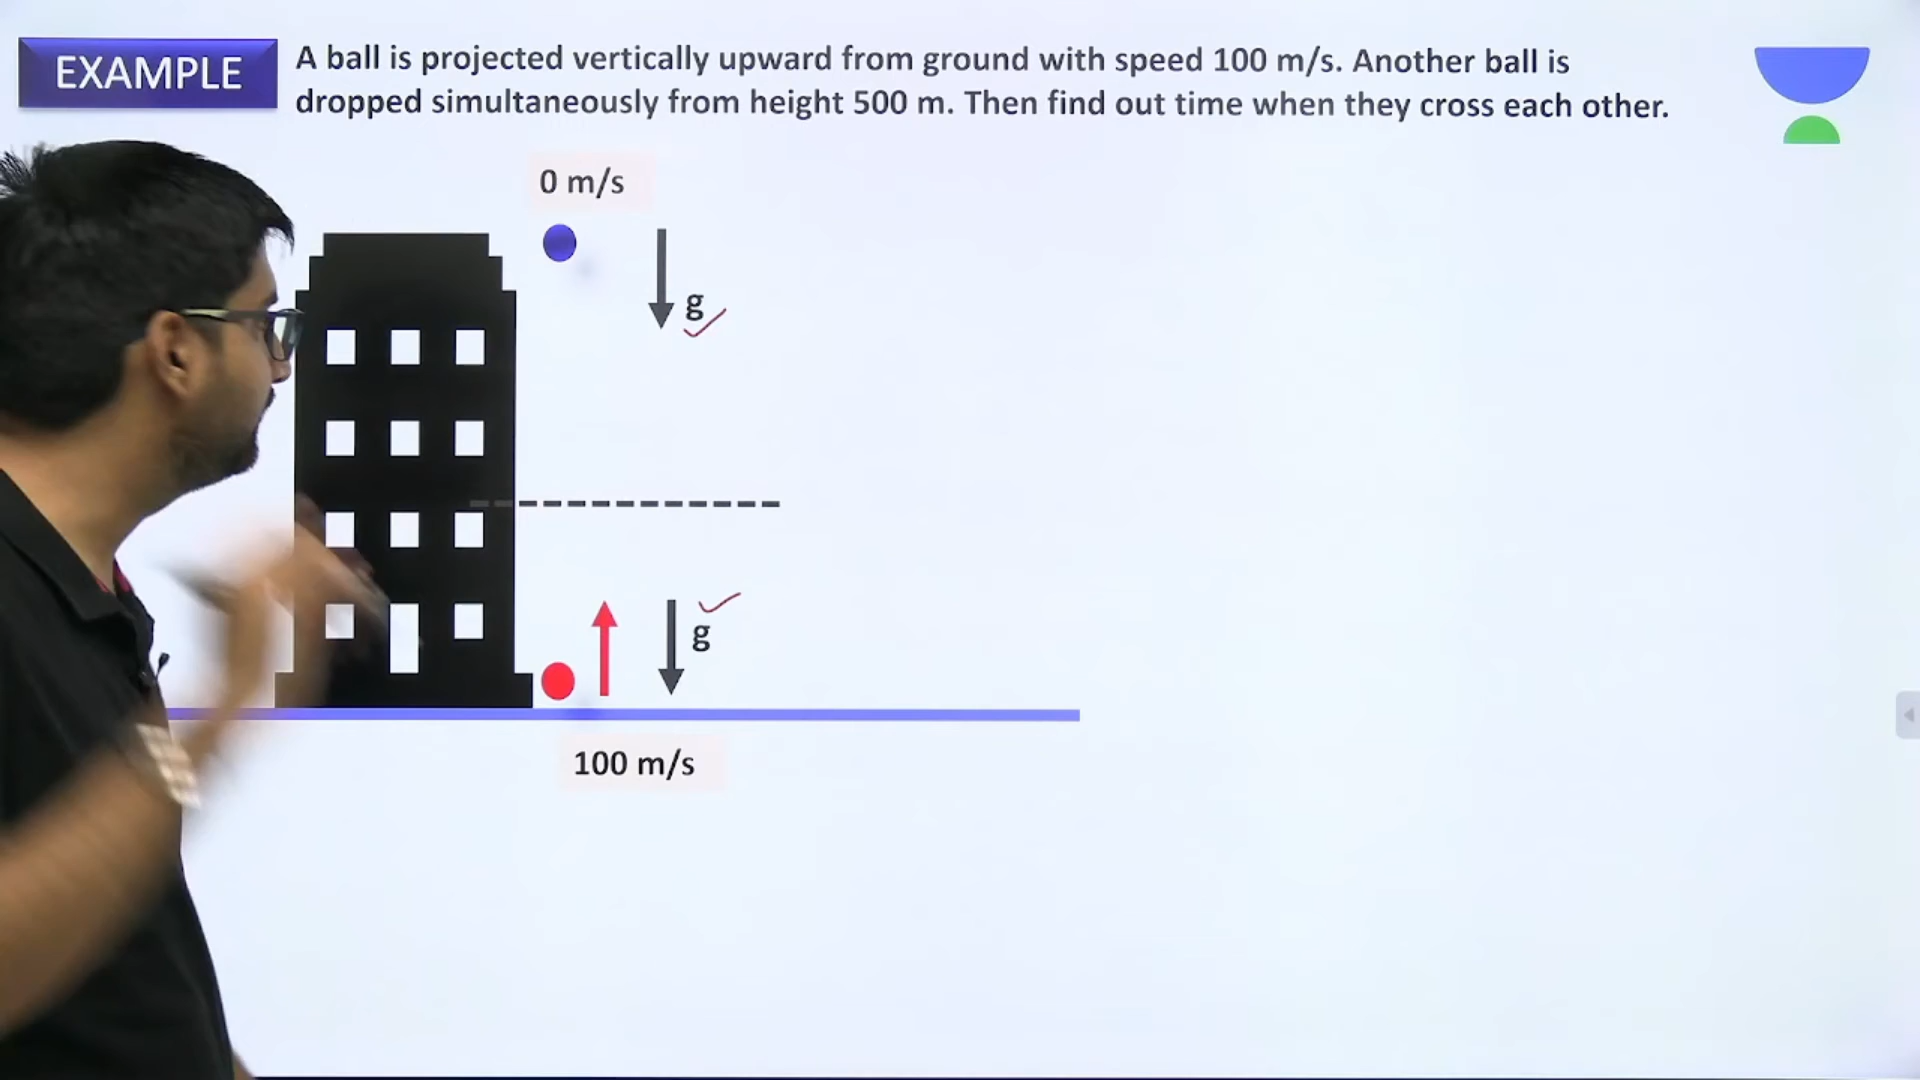 EXAMPLE
A ball is projected vertically upward from ground with speed 100 m/s. Another ball is
dropped simultaneously from height 500 m. Then find out time when they cross each other.
0 m/s
g
g
100 m/s